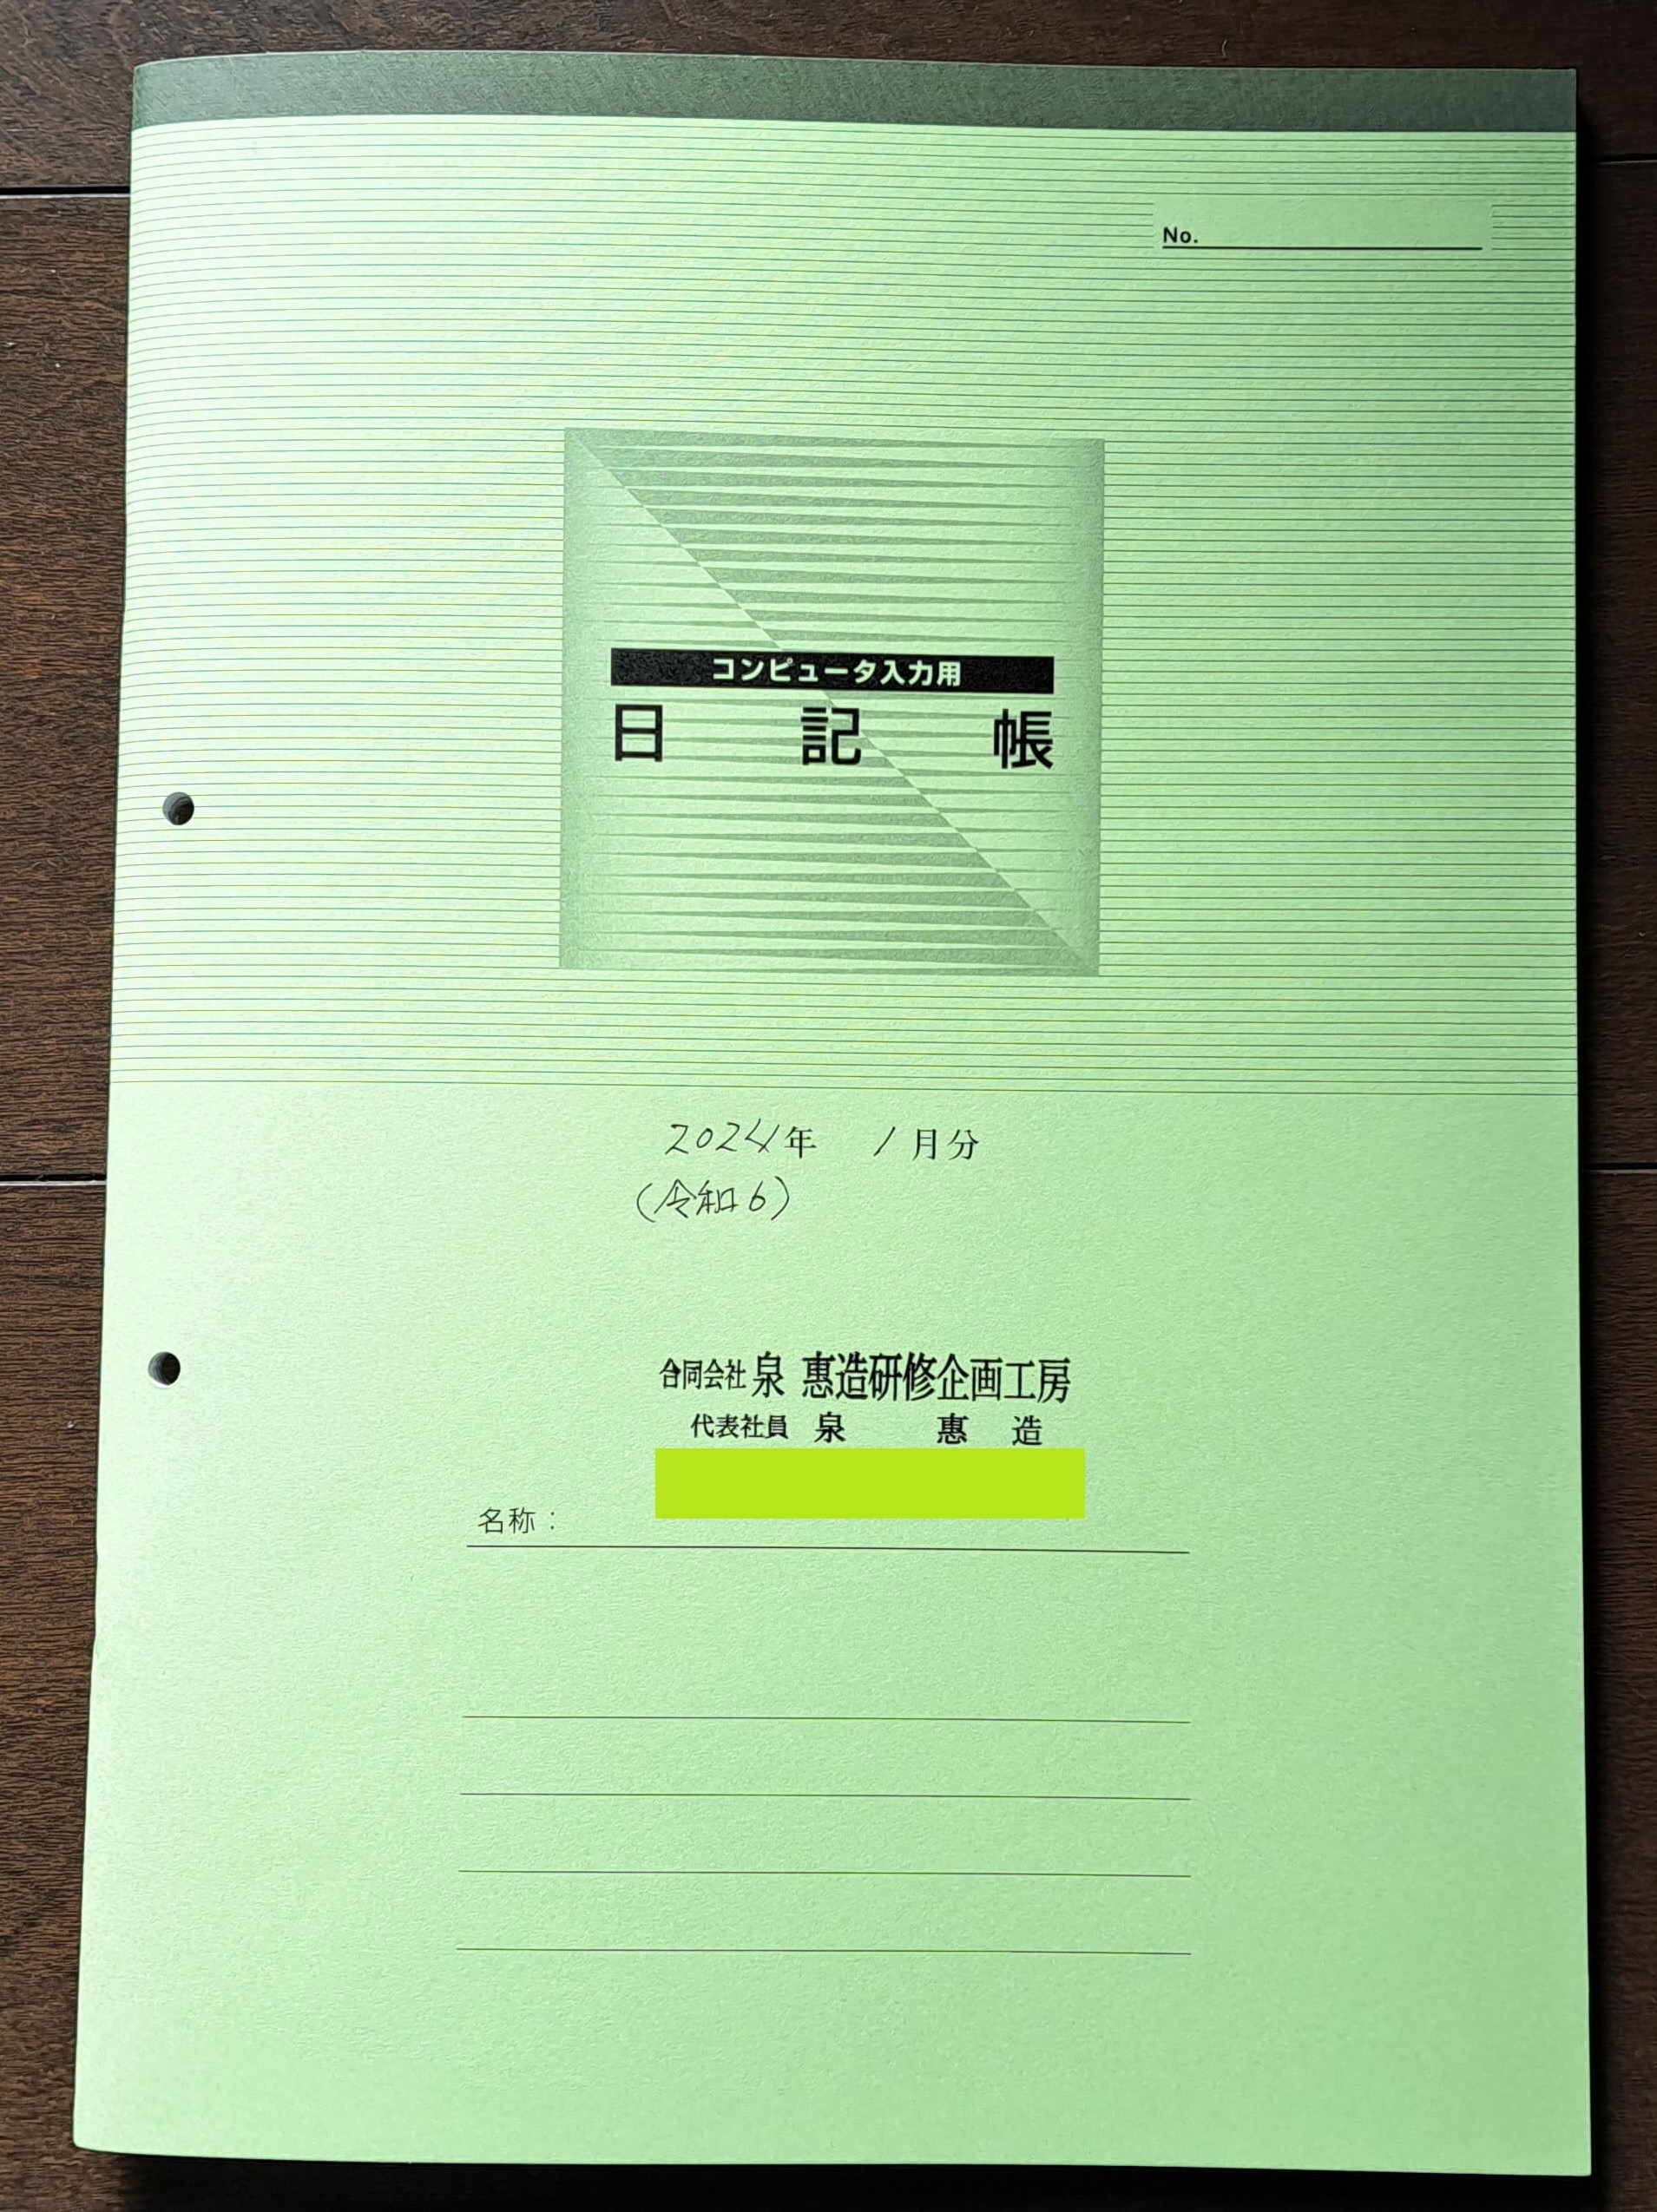 No.
コンピュータ入力用
日記帳
2024年 1月分
(令和6)
合同会社 泉 惠造研修企画工房
代表社員 泉 惠造
名称：